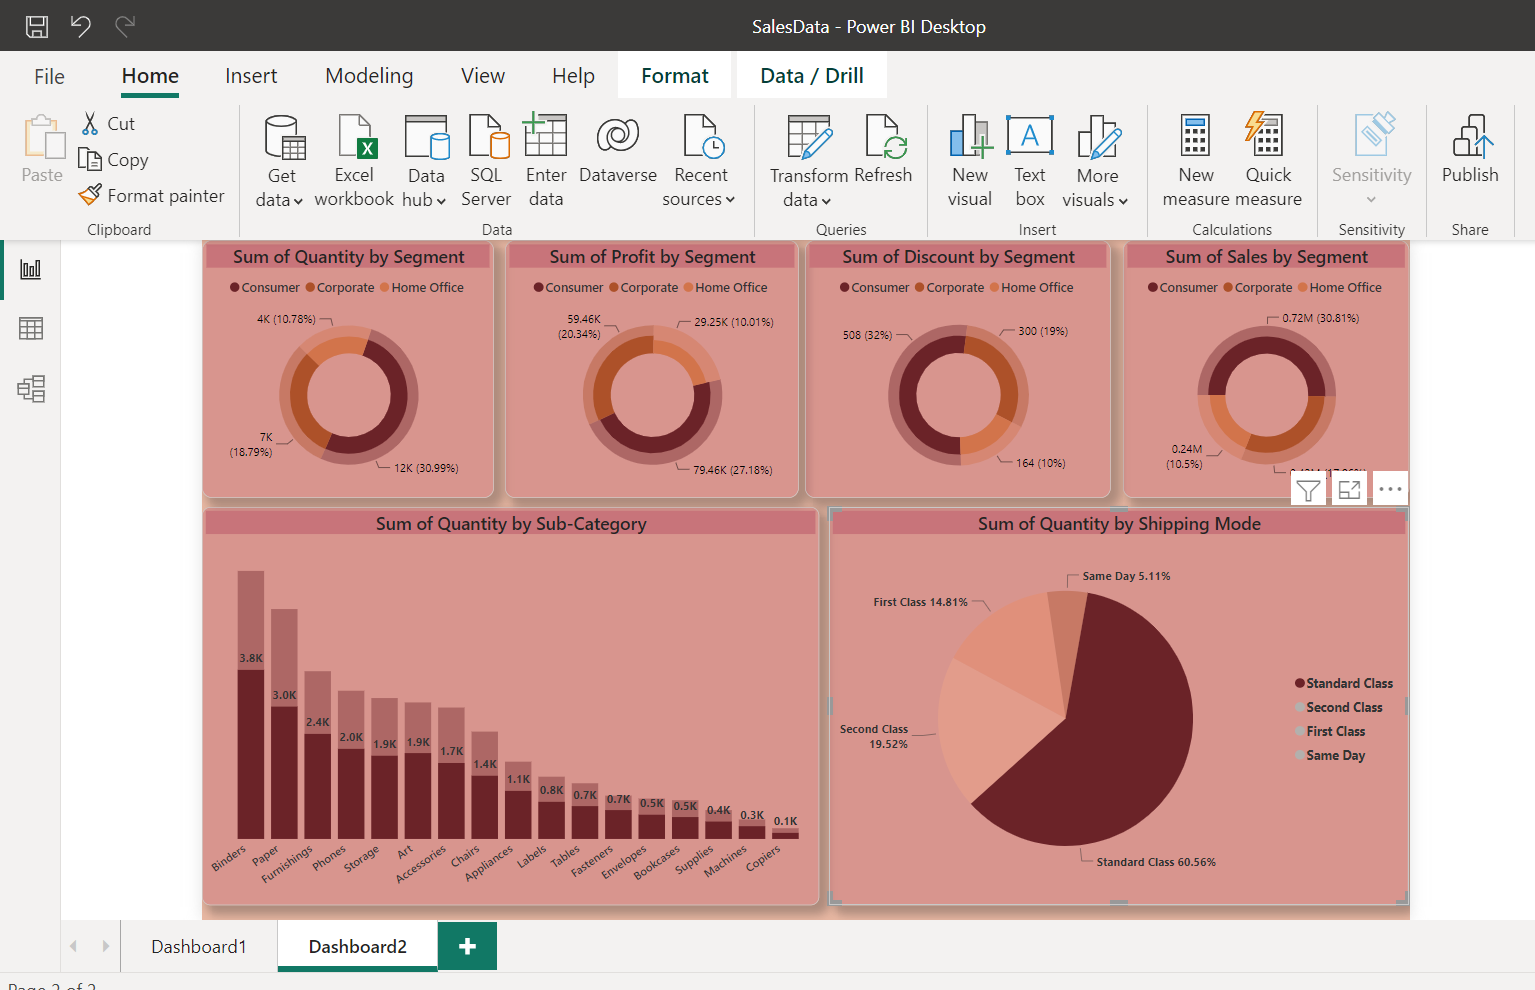 SalesData - Power BI Desktop
File Home Insert Modeling View Help Format Data / Drill
Paste
Cut
Copy
Format painter
Clipboard
Get data
Excel workbook
Data hub
SQL Server
Enter data
Dataverse
Recent sources
Data
Transform data
Refresh
Queries
New visual
Text box
More visuals
Insert
New measure
Quick measure
Calculations
Sensitivity
Sensitivity
Publish
Share
Sum of Quantity by Segment
Consumer Corporate Home Office
4K (10.78%)
7K
(18.79%)
12K (30.99%)
Sum of Profit by Segment
Consumer Corporate Home Office
59.46K
(20.34%)
29.25K (10.01%)
79.46K (27.18%)
Sum of Discount by Segment
Consumer Corporate Home Office
508 (32%)
300 (19%)
164 (10%)
Sum of Sales by Segment
Consumer Corporate Home Office
0.72M (30.81%)
0.24M
(10.5%)
Sum of Quantity by Sub-Category
3.8K
3.0K
2.4K
2.0K
1.9K
1.9K
1.7K
1.4K
1.1K
0.8K
0.7K
0.7K
0.5K
0.5K
0.4K
0.3K
0.1K
Binders
Paper
Furnishings
Phones
Storage
Art
Accessories
Chairs
Appliances
Labels
Tables
Fasteners
Envelopes
Bookcases
Supplies
Machines
Copiers
Sum of Quantity by Shipping Mode
Same Day 5.11%
First Class 14.81%
Second Class
19.52%
Standard Class 60.56%
Standard Class
Second Class
First Class
Same Day
Dashboard1 Dashboard2
Page 2 of 2